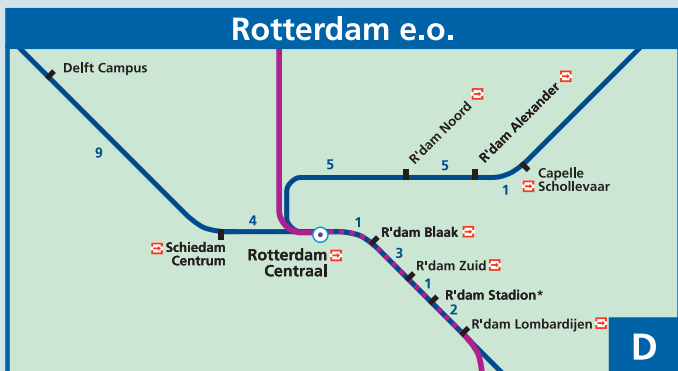 Rotterdam e.o.
Delft Campus
9
R'dam Noord
R'dam Alexander
5
5
1
Capelle
Schollevaar
4
1
Schiedam
Centrum
Rotterdam
Centraal
R'dam Blaak
3
R'dam Zuid
1
R'dam Stadion*
2
R'dam Lombardijen
D